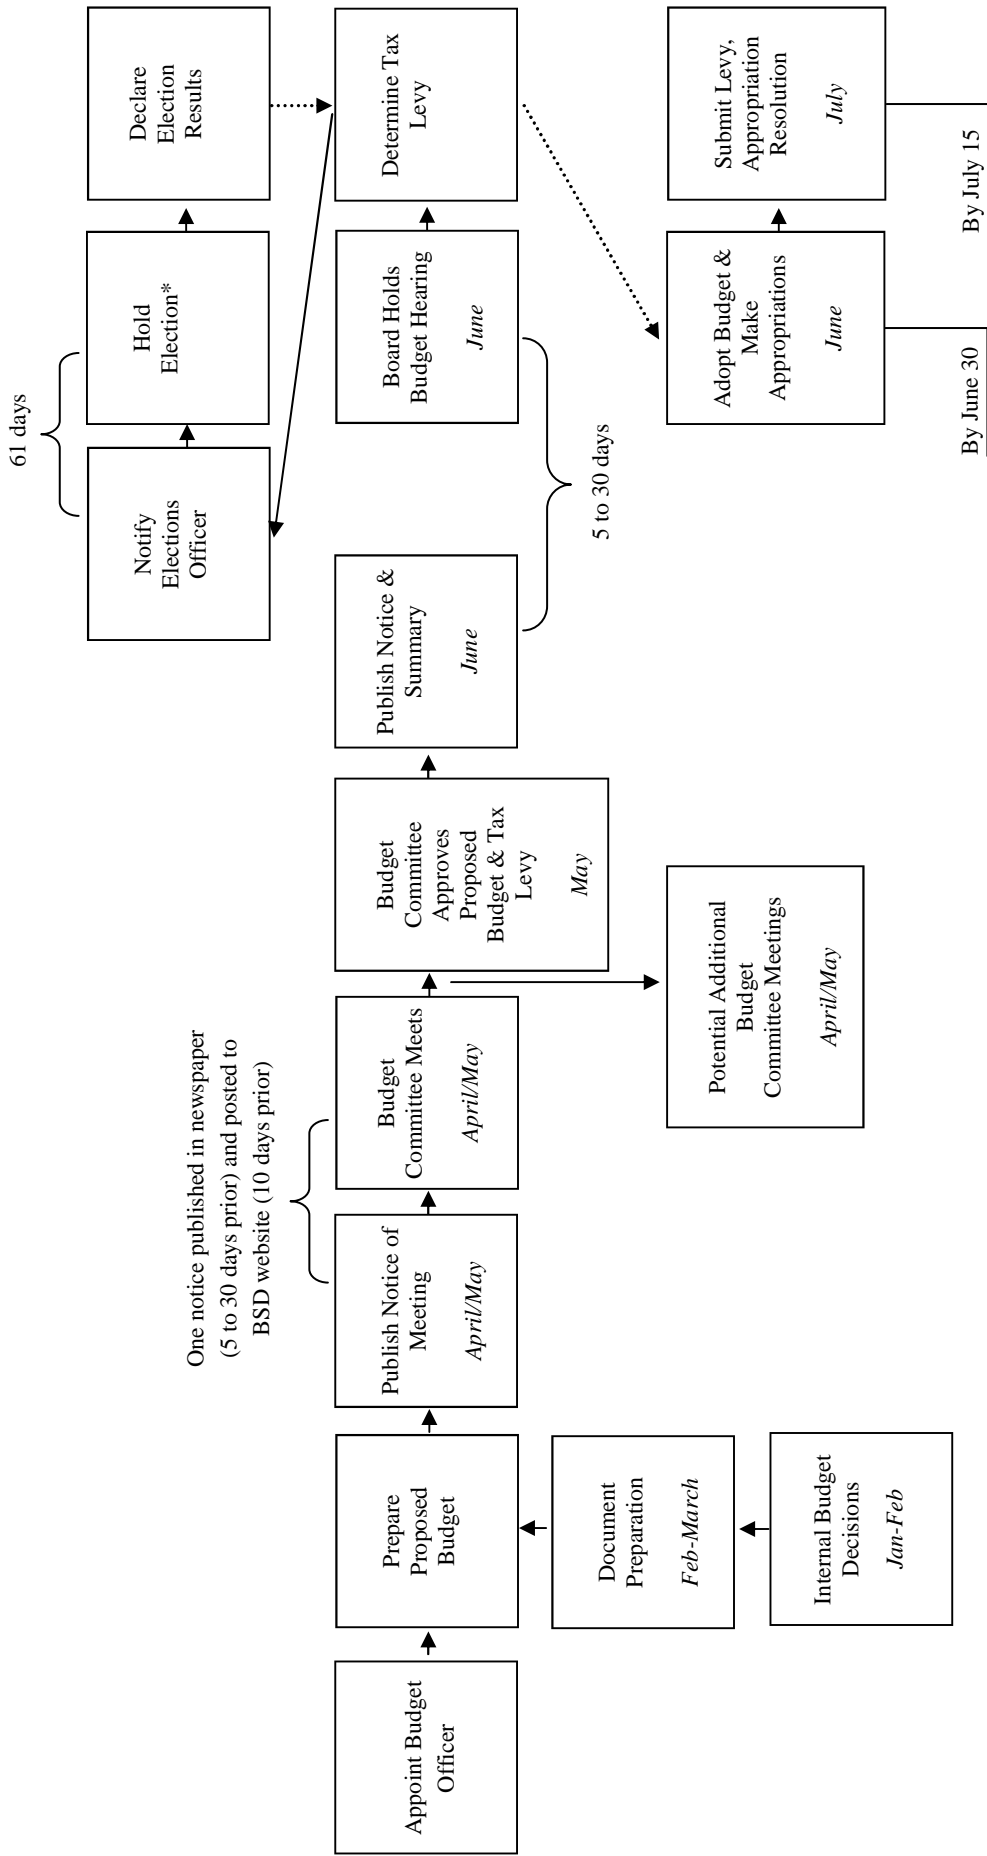 Appoint Budget
Officer
Prepare
Proposed
Budget
Document
Preparation
Feb-March
Internal Budget
Decisions
Jan-Feb
One notice published in newspaper
(5 to 30 days prior) and posted to
BSD website (10 days prior)
Publish Notice of
Meeting
April/May
Budget
Committee Meets
April/May
Potential Additional
Budget
Committee Meetings
April/May
Budget
Committee
Approves
Proposed
Budget & Tax
Levy
May
Publish Notice &
Summary
June
5 to 30 days
Board Holds
Budget Hearing
June
Determine Tax
Levy
61 days
Notify
Elections
Officer
Hold
Election*
Declare
Election
Results
Adopt Budget &
Make
Appropriations
June
By June 30
Submit Levy,
Appropriation
Resolution
July
By July 15